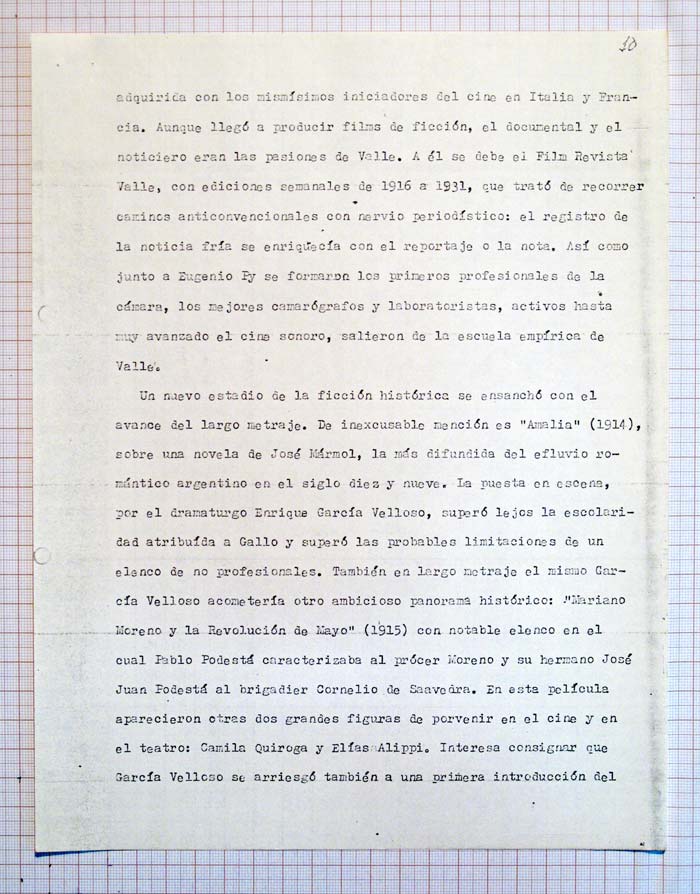 10
adquirida con los mismísimos iniciadores del cine en Italia y Fran-
cia. Aunque llegó a producir films de ficción, el documental y el
noticiero eran las pasiones de Valle. A él se debe el Film Revista
Valle, con ediciones semanales de 1916 a 1931, que trató de recorrer
caminos anticonvencionales con nervio periodístico: el registro de
la noticia fría se enriquecía con el reportaje o la nota. Así como
junto a Eugenio Py se formaron los primeros profesionales de la
cámara, los mejores camarógrafos y laboratoristas, activos hasta
muy avanzado el cine sonoro, salieron de la escuela empírica de
Valle.
Un nuevo estadio de la ficción histórica se ensanchó con el
avance del largo metraje. De inexcusable mención es "Amalia" (1914),
sobre una novela de José Mármol, la más difundida del efluvio ro-
mántico argentino en el siglo diez y nueve. La puesta en escena,
por el dramaturgo Enrique García Velloso, superó lejos la escolari-
dad atribuída a Gallo y superó las probables limitaciones de un
elenco de no profesionales. También en largo metraje el mismo Gar-
cía Velloso acometería otro ambicioso panorama histórico: "Mariano
Moreno y la Revolución de Mayo" (1915) con notable elenco en el
cual Pablo Podestá caracterizaba al prócer Moreno y su hermano José
Juan Podestá al brigadier Cornelio de Saavedra. En esta película
aparecieron otras dos grandes figuras de porvenir en el cine y en
el teatro: Camila Quiroga y Elías Alippi. Interesa consignar que
García Velloso se arriesgó también a una primera introducción del